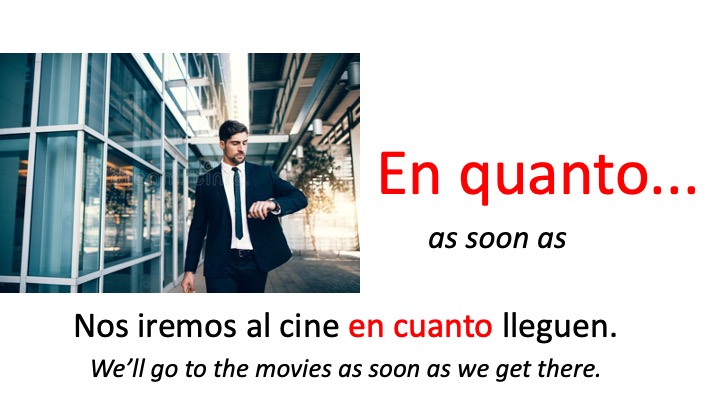 En quanto...
as soon as
Nos iremos al cine en cuanto lleguen.
We'll go to the movies as soon as we get there.